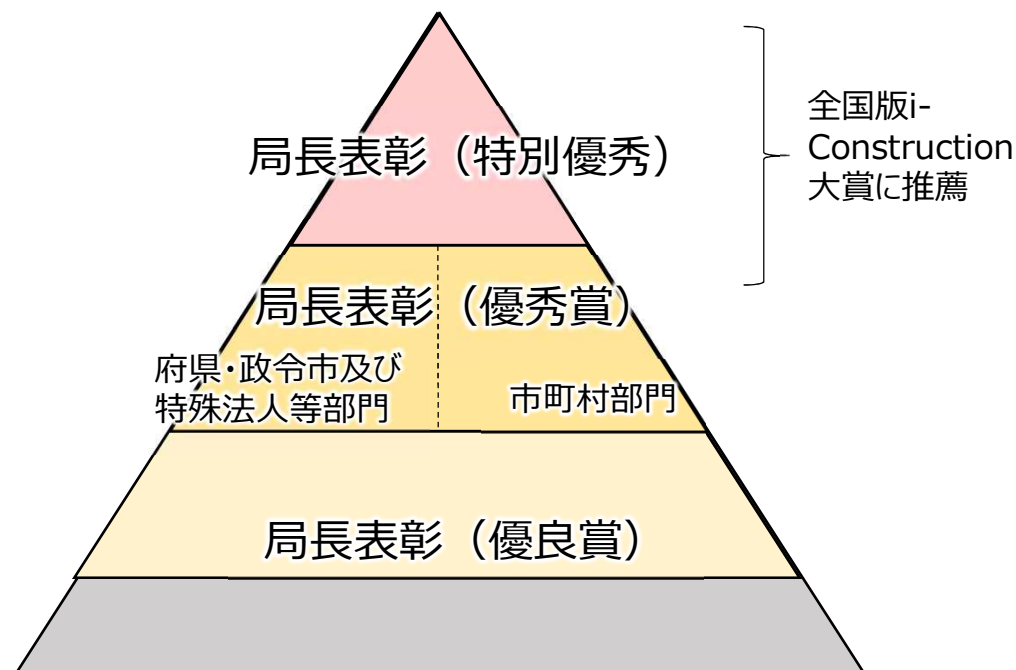 全国版i-
Construction
大賞に推薦
局長表彰（特別優秀）
局長表彰（優秀賞）
府県・政令市及び
特殊法人等部門
市町村部門
局長表彰（優良賞）